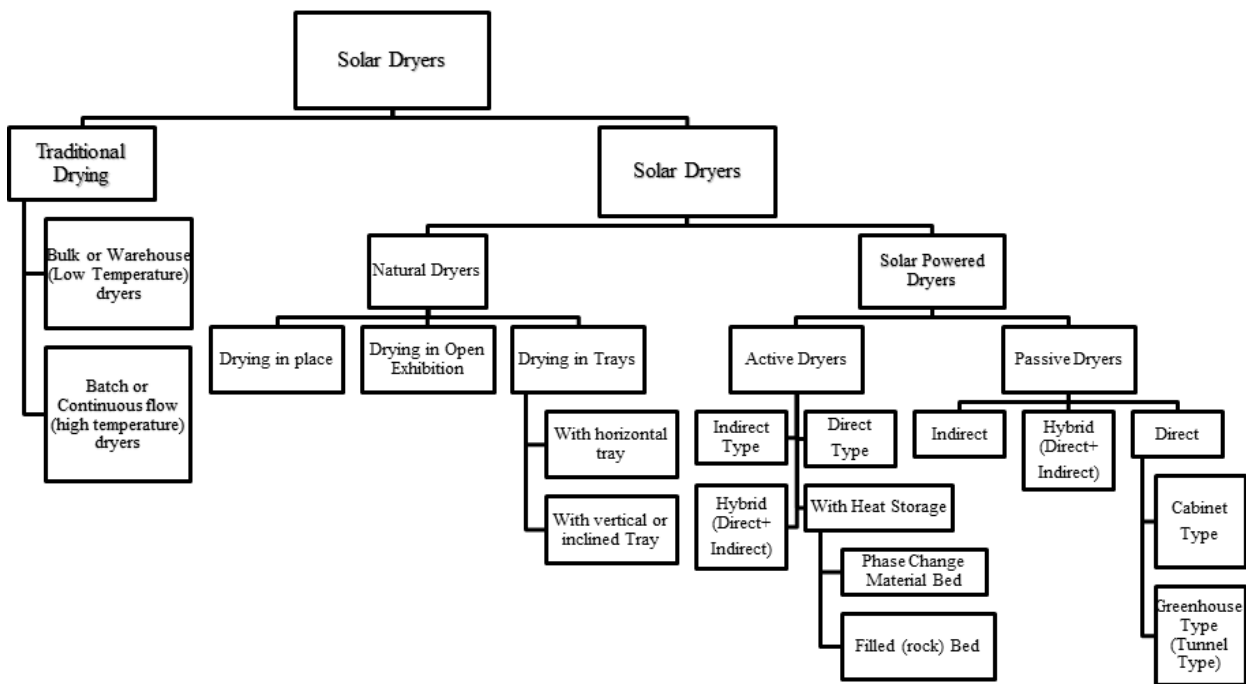 Solar Dryers
Traditional
Drying
Solar Dryers
Bulk or Warehouse
(Low Temperature)
dryers
Batch or
Continuous flow
(high temperature)
dryers
Natural Dryers
Solar Powered
Dryers
Drying in place
Drying in Open
Exhibition
Drying in Trays
With horizontal
tray
With vertical or
inclined Tray
Active Dryers
Passive Dryers
Indirect
Type
Direct
Type
Hybrid
(Direct+
Indirect)
With Heat Storage
Phase Change
Material Bed
Filled (rock) Bed
Indirect
Hybrid
(Direct+
Indirect)
Direct
Cabinet
Type
Greenhouse
Type
(Tunnel
Type)